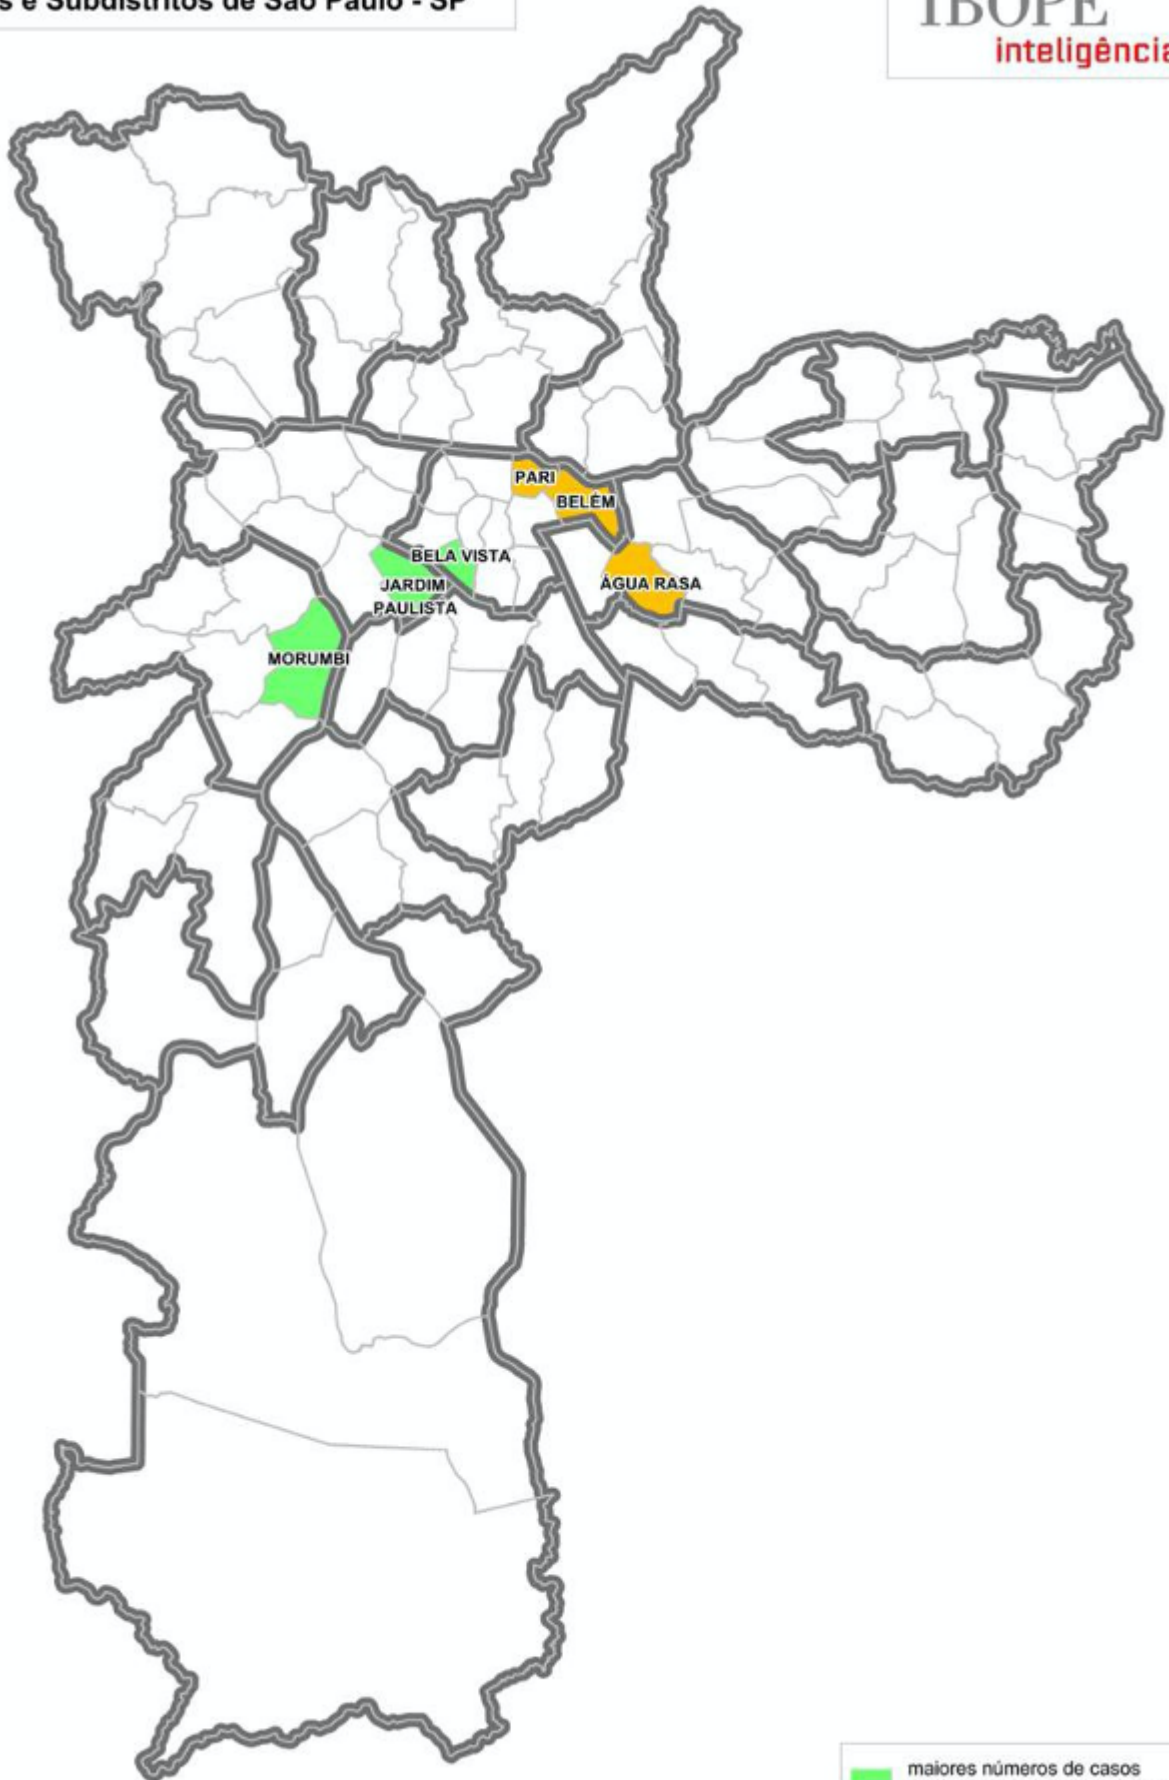 s e Subdistritos de São Paulo - SP
IBOPE
inteligência
PARI
BELÉM
BELA VISTA
JARDIM
PAULISTA
ÁGUA RASA
MORUMBI
maiores números de casos